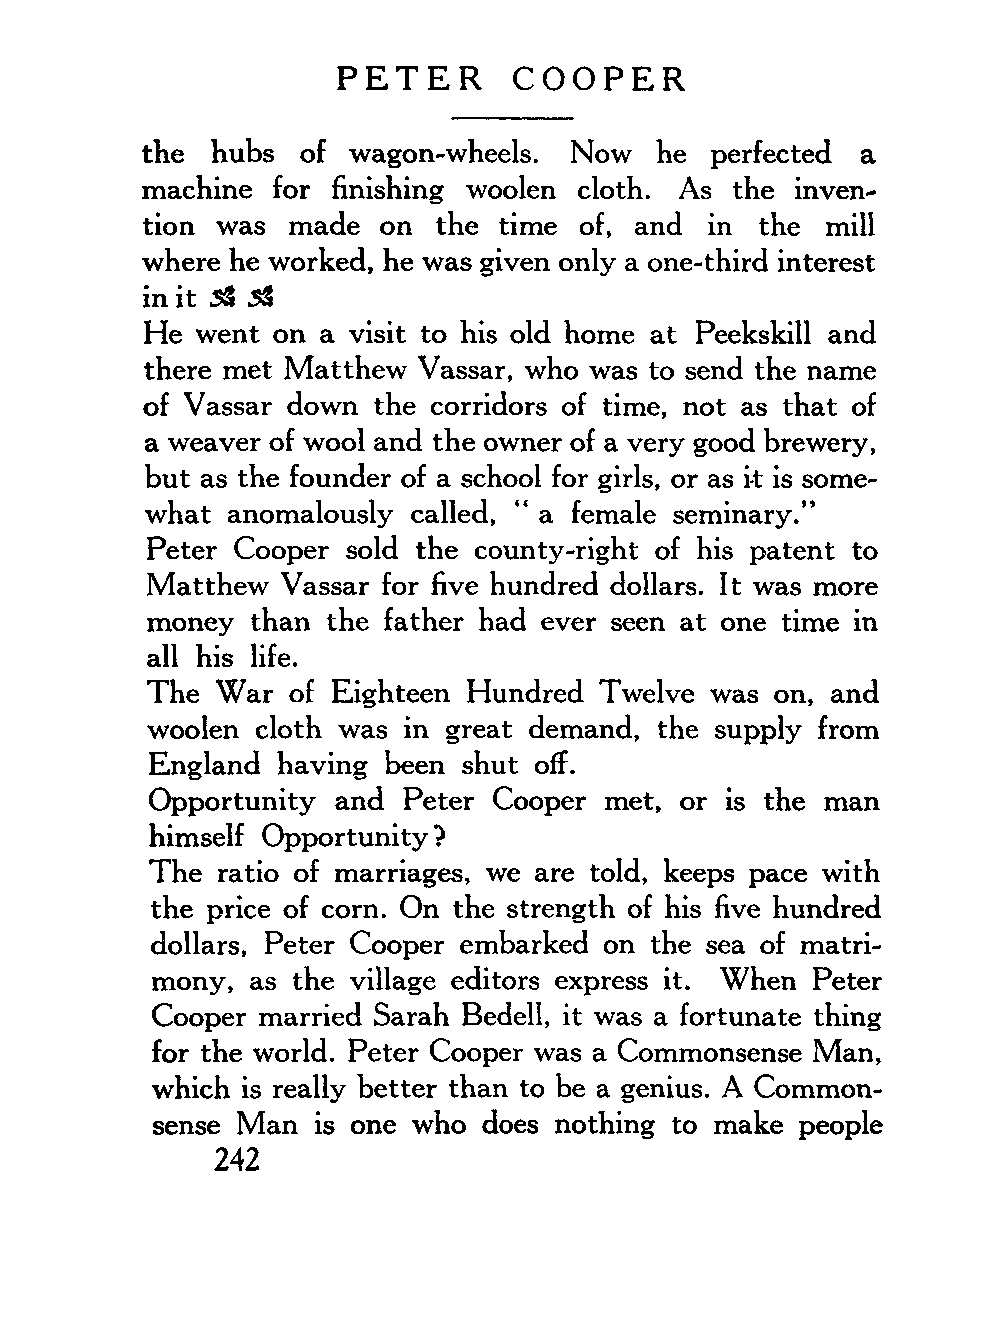 PETER COOPER
the hubs of wagon-wheels. Now he perfected a
machine for finishing woolen cloth. As the inven-
tion was made on the time of, and in the mill
where he worked, he was given only a one-third interest
in it
He went on a visit to his old home at Peekskill and
there met Matthew Vassar, who was to send the name
of Vassar down the corridors of time, not as that of
a weaver of wool and the owner of a very good brewery,
but as the founder of a school for girls, or as it is some-
what anomalously called, “ a female seminary.”
Peter Cooper sold the county-right of his patent to
Matthew Vassar for five hundred dollars. It was more
money than the father had ever seen at one time in
all his life.
The War of Eighteen Hundred Twelve was on, and
woolen cloth was in great demand, the supply from
England having been shut off.
Opportunity and Peter Cooper met, or is the man
himself Opportunity?
The ratio of marriages, we are told, keeps pace with
the price of corn. On the strength of his five hundred
dollars, Peter Cooper embarked on the sea of matri-
mony, as the village editors express it. When Peter
Cooper married Sarah Bedell, it was a fortunate thing
for the world. Peter Cooper was a Commonsense Man,
which is really better than to be a genius. A Common-
sense Man is one who does nothing to make people
242